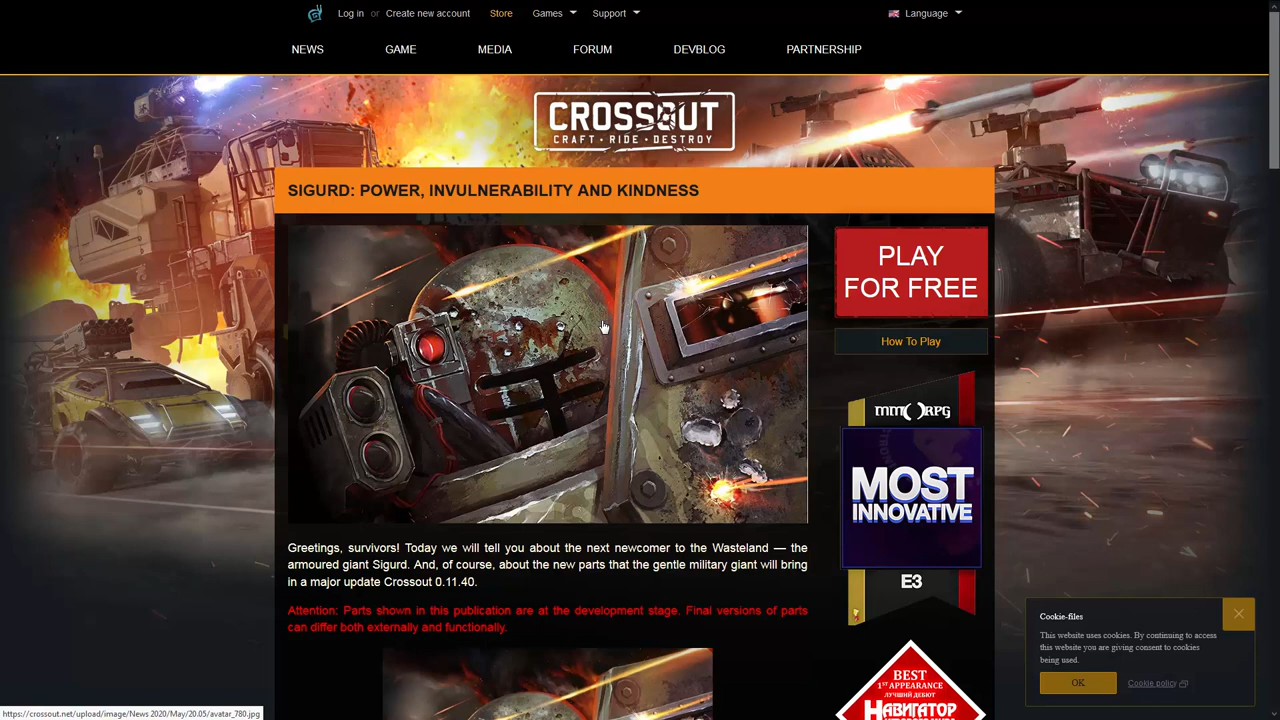 Log in or Create new account Store Games Support Language
NEWS GAME MEDIA FORUM DEVBLOG PARTNERSHIP
CROSSOUT
CRAFT · RIDE · DESTROY
SIGURD: POWER, INVULNERABILITY AND KINDNESS
PLAY
FOR FREE
How To Play
MMORPG
MOST
INNOVATIVE
E3
Greetings, survivors! Today we will tell you about the next newcomer to the Wasteland — the
armoured giant Sigurd. And, of course, about the new parts that the gentle military giant will bring
in a major update Crossout 0.11.40.
Attention: Parts shown in this publication are at the development stage. Final versions of parts
can differ both externally and functionally.
BEST
1ST APPEARANCE
ЛУЧШИЙ ДЕБЮТ
НАВИГАТОР
Cookie-files
This website uses cookies. By continuing to access
this website you are giving consent to cookies
being used.
OK Cookie policy
https://crossout.net/upload/image/News 2020/May/20.05/avatar_780.jpg